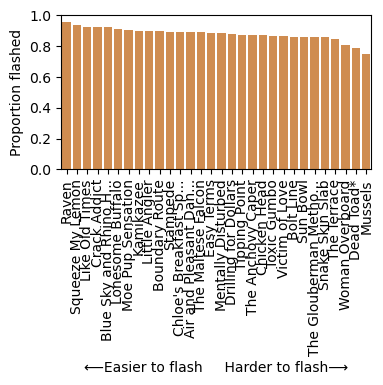 Proportion flashed
1.0
0.8
0.6
0.4
0.2
0.0
Raven
Squeeze My Lemon
Like Old Times
Crack Addict
Blue Sky and Rhino H...
Lonesome Buffalo
Moe Pup Sensation
Kamikazee
Little Angler
Boundary Route
Stampede
Chloe's Breakfast Sp...
Air and Pleasant Dan...
The Maltese Falcon
Easy Terms
Mentally Disturbed
Drilling for Dollars
Tipping Point
The Anchovy Caper
Chicken Head
Toxic Gumbo
Victim of Love
Bolt Line
Sun Bowl
The Glouberman Metho...
Snake Skin Slab
The Terrace
Woman Overboard
Dead Toad*
Mussels
⟵Easier to flash Harder to flash⟶